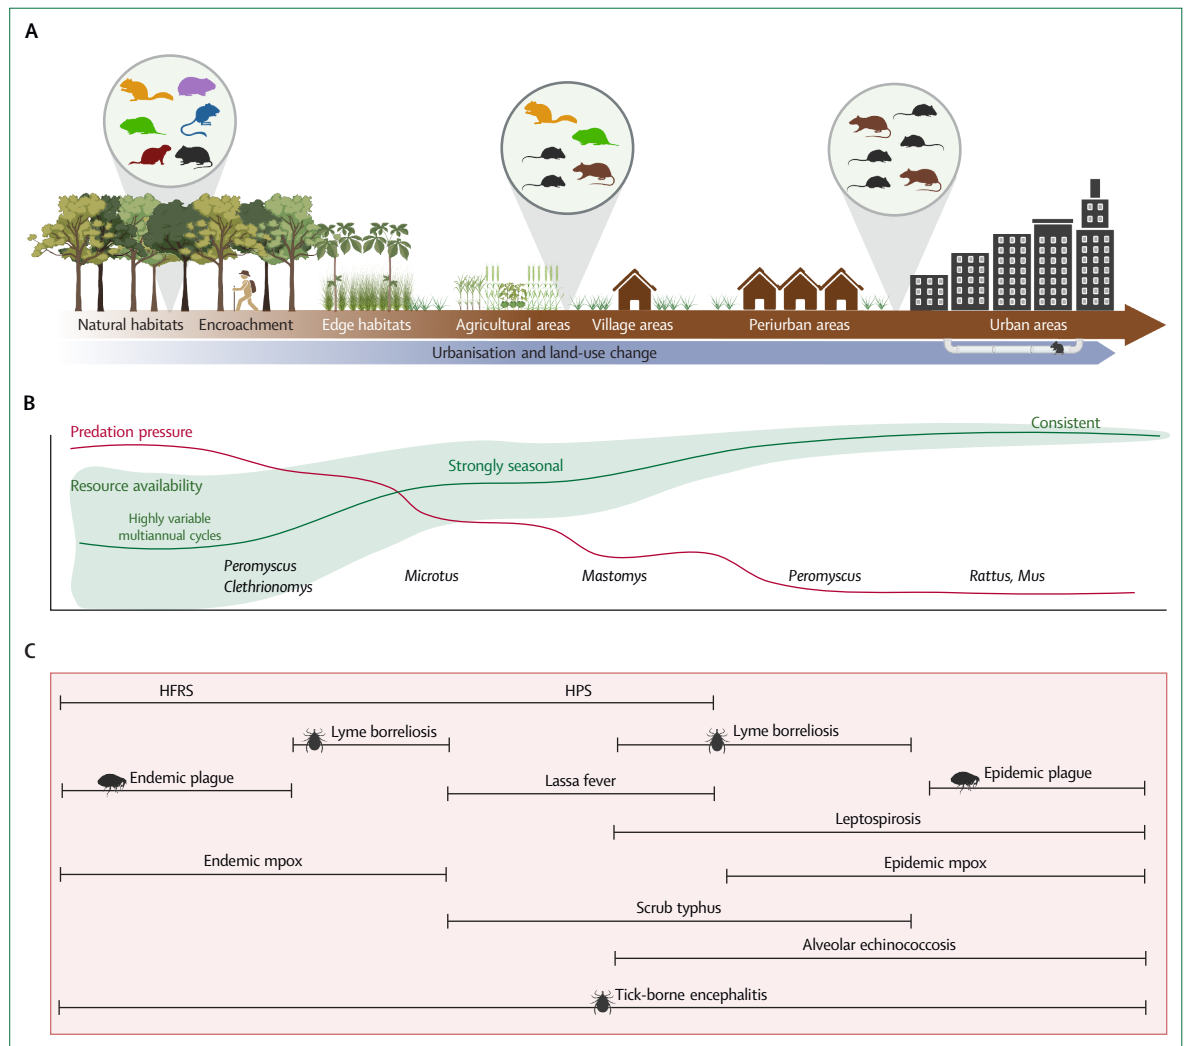 A
Natural habitats
Encroachment
Edge habitats
Agricultural areas
Village areas
Periurban areas
Urban areas
Urbanisation and land-use change
B
Predation pressure
Consistent
Strongly seasonal
Resource availability
Highly variable
multiannual cycles
Peromyscus
Clethrionomys
Microtus
Mastomys
Peromyscus
Rattus, Mus
C
HFRS
HPS
Lyme borreliosis
Lyme borreliosis
Endemic plague
Lassa fever
Epidemic plague
Leptospirosis
Endemic mpox
Epidemic mpox
Scrub typhus
Alveolar echinococcosis
Tick-borne encephalitis